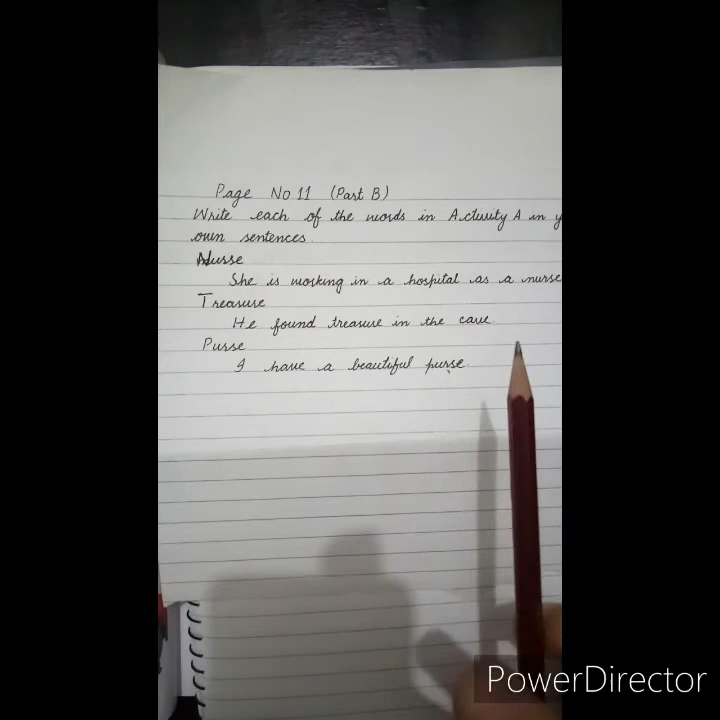 Page No 11 (Part B)
Write each of the words in Activity A in y
own sentences.
Nurse
She is working in a hospital as a nurse
Treasure
He found treasure in the cave.
Purse
I have a beautiful purse.
PowerDirector